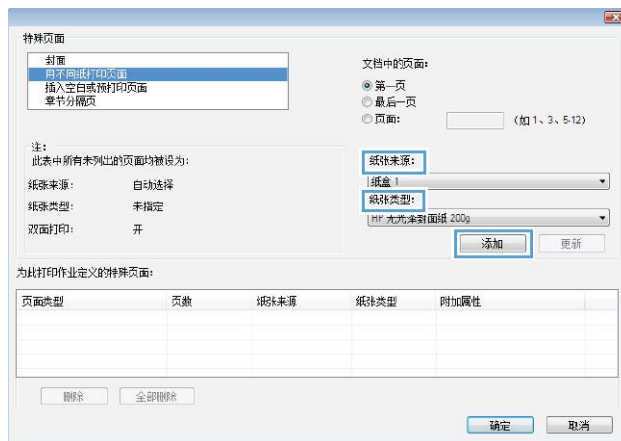 特殊页面
封面
用不同纸打印页面
插入空白或预打印页面
章节分隔页
文档中的页面:
第一页
最后一页
页面: (如 1、3、5-12)
注:
此表中所有未列出的页面均被设为:
纸张来源: 自动选择
纸张类型: 未指定
双面打印: 开
纸张来源:
纸盒 1
纸张类型:
HP 无光泽封面纸 200g
添加 更新
为此打印作业定义的特殊页面:
页面类型 页数 纸张来源 纸张类型 附加属性
删除 全部删除
确定 取消